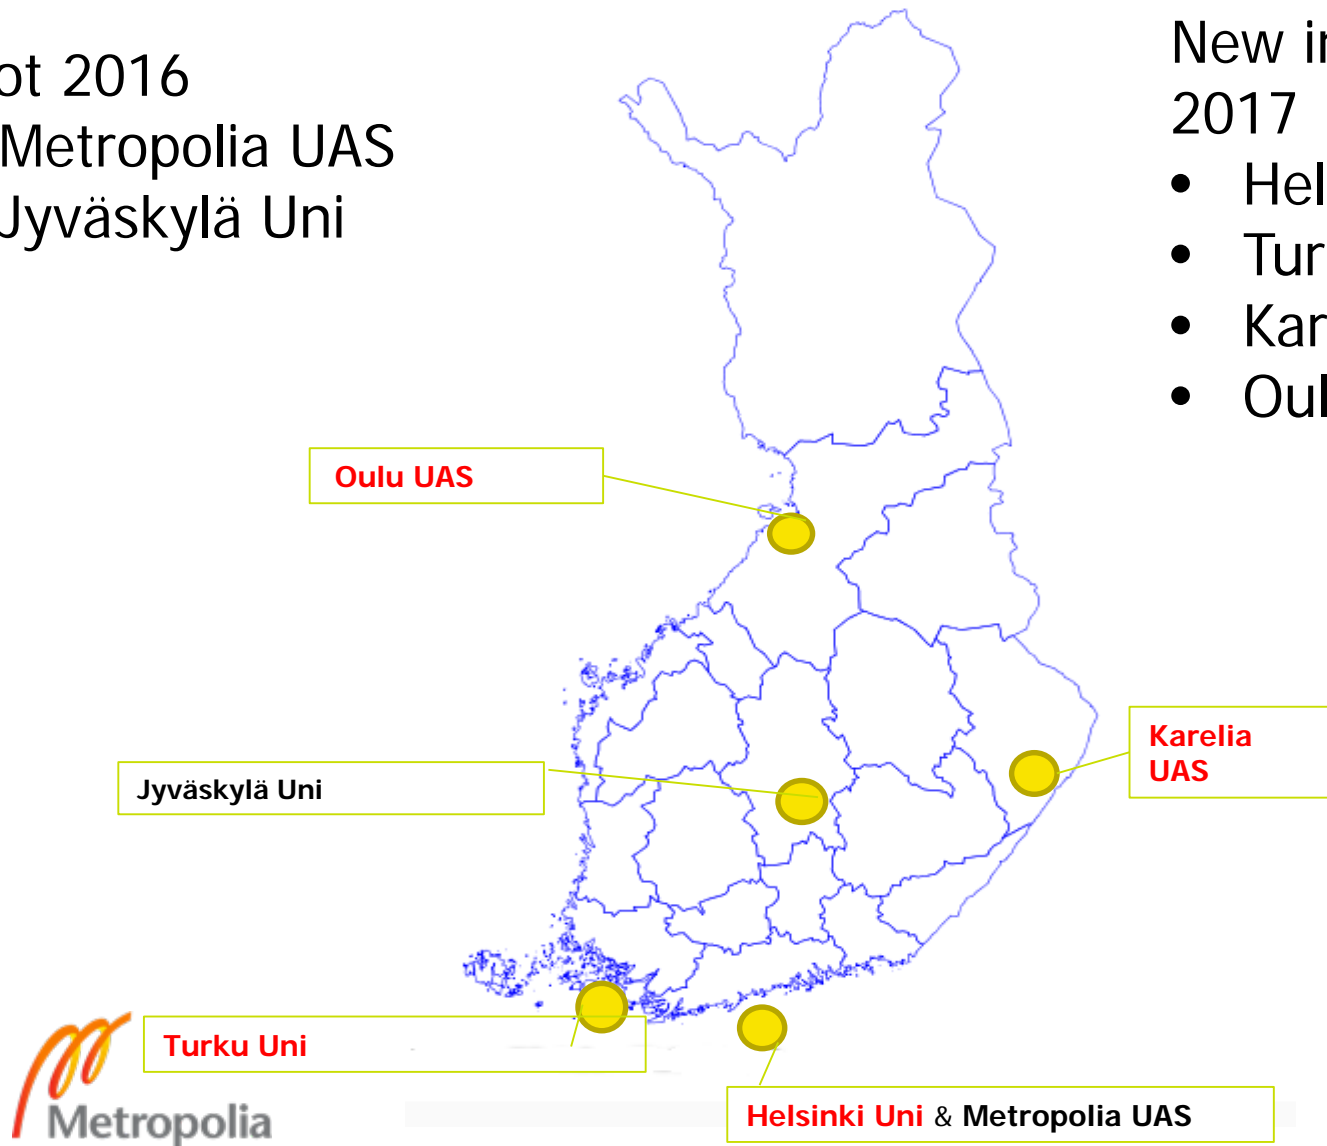 ot 2016
Metropolia UAS
Jyväskylä Uni
New in
2017
• Hel
• Tur
• Kar
• Oul
Oulu UAS
Karelia
UAS
Jyväskylä Uni
Turku Uni
Helsinki Uni & Metropolia UAS
Metropolia